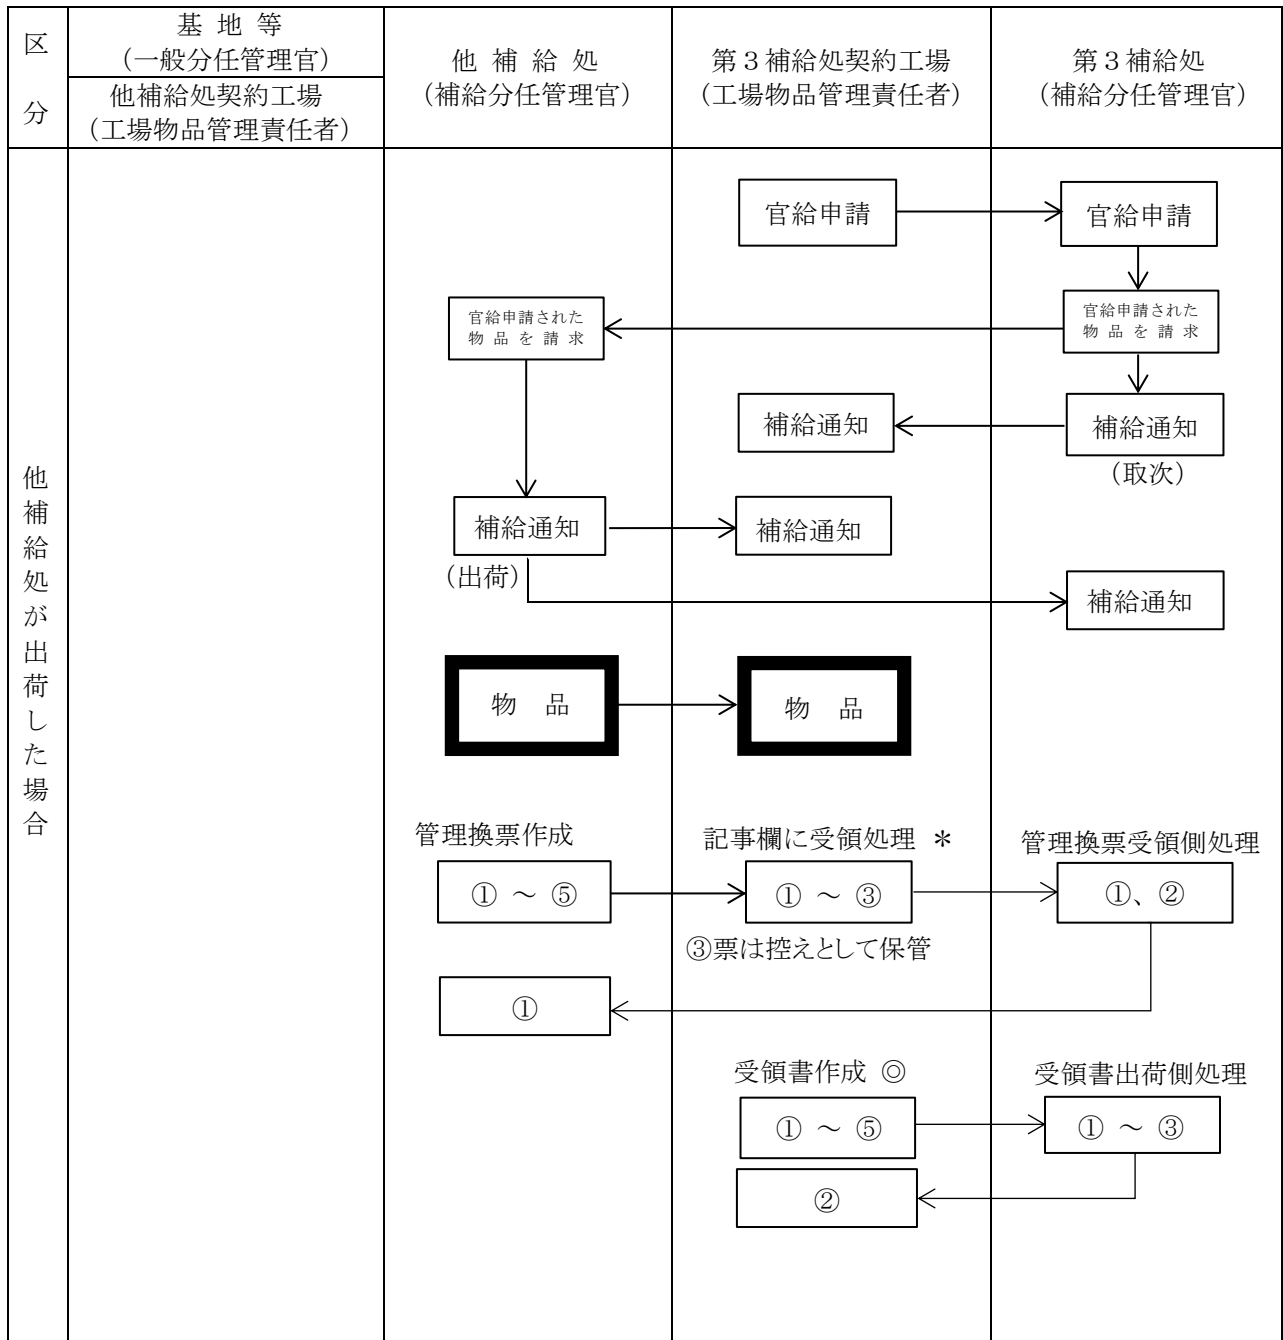 区
分
基 地 等
（一般分任管理官）
他補給処契約工場
（工場物品管理責任者）
他 補 給 処
（補給分任管理官）
第３補給処契約工場
（工場物品管理責任者）
第３補給処
（補給分任管理官）
他補給処が出荷した場合
官給申請
官給申請
官給申請された
物 品 を 請 求
官給申請された
物 品 を 請 求
補給通知
補給通知
（取次）
補給通知
（出荷）
補給通知
補給通知
物　品
物　品
管理換票作成
記事欄に受領処理 ＊
管理換票受領側処理
① ～ ⑤
① ～ ③
①、②
③票は控えとして保管
①
受領書作成 ◎
受領書出荷側処理
① ～ ⑤
① ～ ③
②